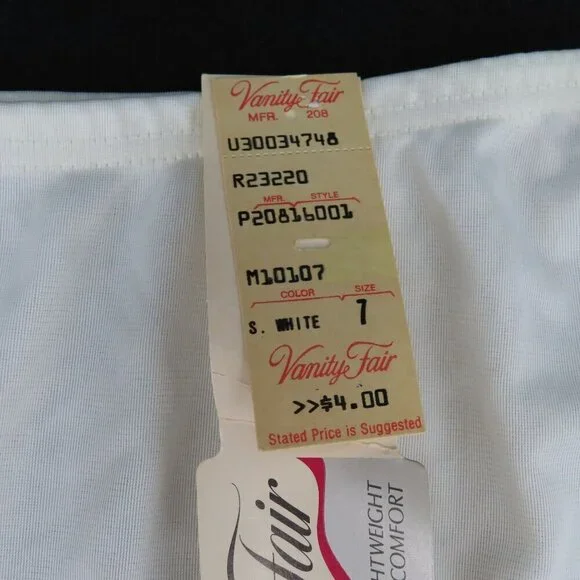 Vanity Fair
MFR. 208
U30034748
R23220
MFR. STYLE
P20816001
M10107
COLOR SIZE
S. WHITE 7
Vanity Fair
>>$4.00
Stated Price is Suggested
Fair
HTWEIGHT
COMFORT